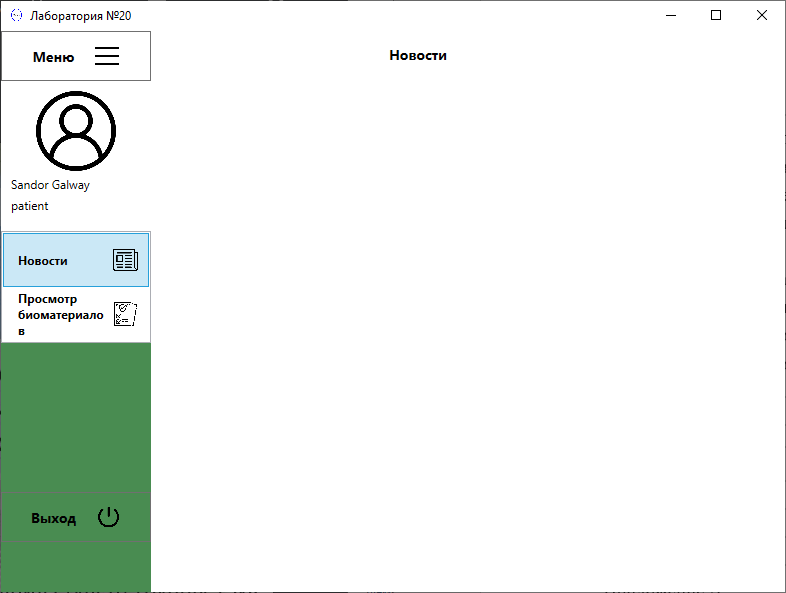 Лаборатория №20
Меню
Новости
Sandor Galway
patient
Новости
Просмотр
биоматериало
в
Выход